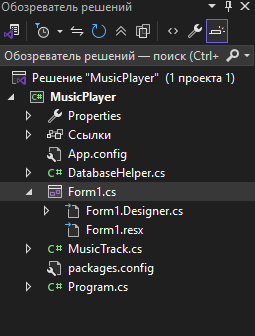 Обозреватель решений
Обозреватель решений — поиск (Ctrl+
Решение "MusicPlayer" (1 проекта 1)
C# MusicPlayer
Properties
Ссылки
App.config
C# DatabaseHelper.cs
Form1.cs
Form1.Designer.cs
Form1.resx
C# MusicTrack.cs
packages.config
C# Program.cs